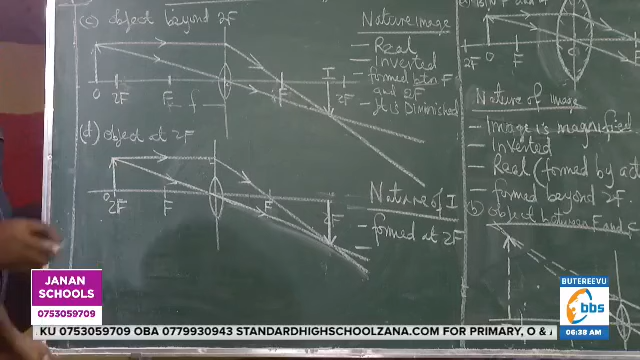 (c) object beyond 2F
Nature image
- Real
- Inverted
- formed btn F
and 2F
- It is Diminished
I
O 2F F f F 2F
(d) Object at 2F
O
2F F F 2F
Nature of I
- formed at 2F
2F F C F
Nature of image
- Image is magnified
- Inverted
- Real (formed by
- formed beyond 2F.
(b) object between F and C
JANAN
SCHOOLS
0753059709
BUTEREEVU
bbs
06:38 AM
KU 0753059709 OBA 0779930943 STANDARDHIGHSCHOOLZANA.COM FOR PRIMARY, O &